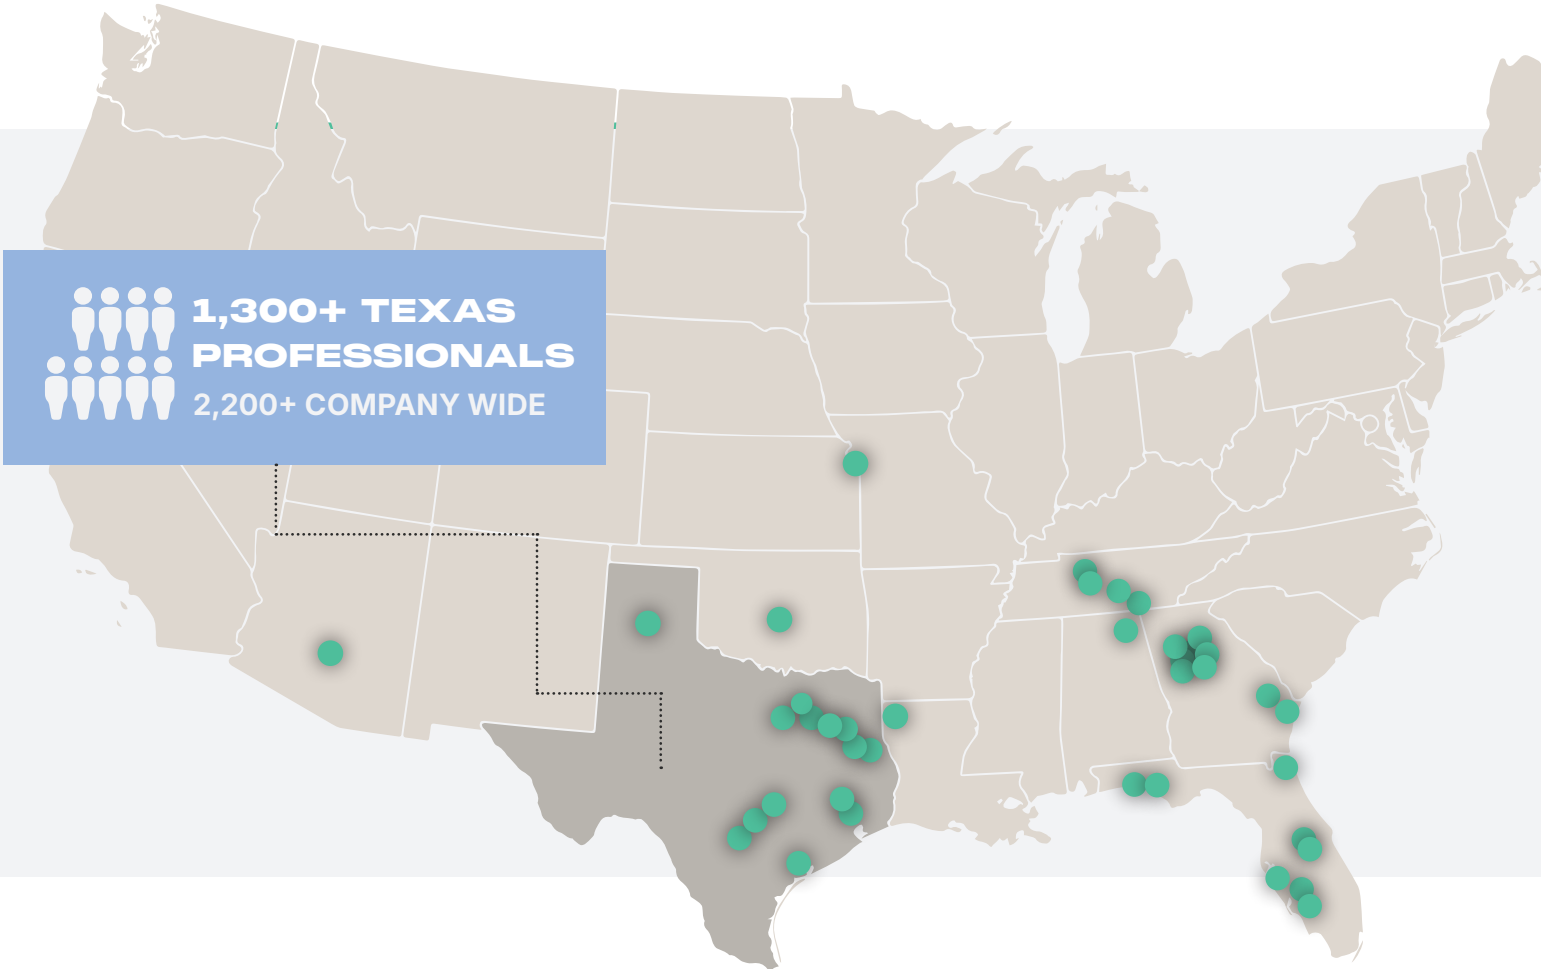 1,300+ TEXAS
PROFESSIONALS
2,200+ COMPANY WIDE